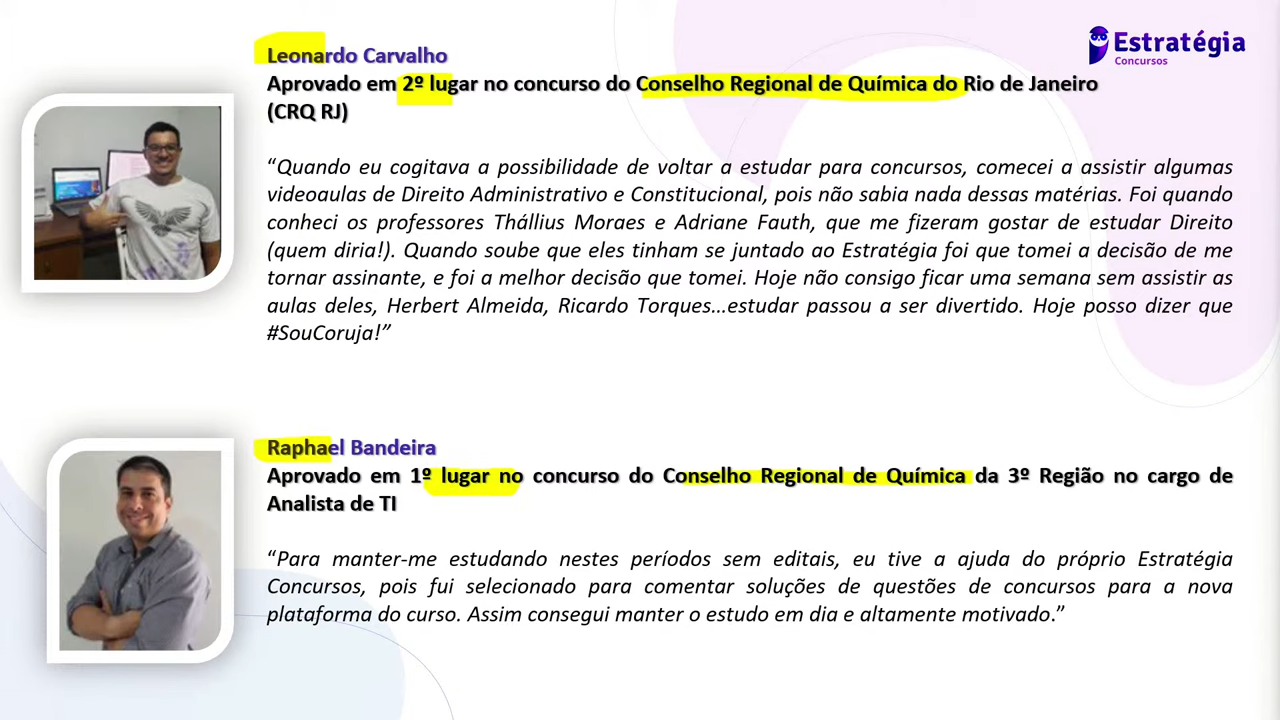 Estratégia
Concursos
Leonardo Carvalho
Aprovado em 2º lugar no concurso do Conselho Regional de Química do Rio de Janeiro
(CRQ RJ)
“Quando eu cogitava a possibilidade de voltar a estudar para concursos, comecei a assistir algumas
videoaulas de Direito Administrativo e Constitucional, pois não sabia nada dessas matérias. Foi quando
conheci os professores Thállius Moraes e Adriane Fauth, que me fizeram gostar de estudar Direito
(quem diria!). Quando soube que eles tinham se juntado ao Estratégia foi que tomei a decisão de me
tornar assinante, e foi a melhor decisão que tomei. Hoje não consigo ficar uma semana sem assistir as
aulas deles, Herbert Almeida, Ricardo Torques...estudar passou a ser divertido. Hoje posso dizer que
#SouCoruja!”
Raphael Bandeira
Aprovado em 1º lugar no concurso do Conselho Regional de Química da 3º Região no cargo de
Analista de TI
“Para manter-me estudando nestes períodos sem editais, eu tive a ajuda do próprio Estratégia
Concursos, pois fui selecionado para comentar soluções de questões de concursos para a nova
plataforma do curso. Assim consegui manter o estudo em dia e altamente motivado.”